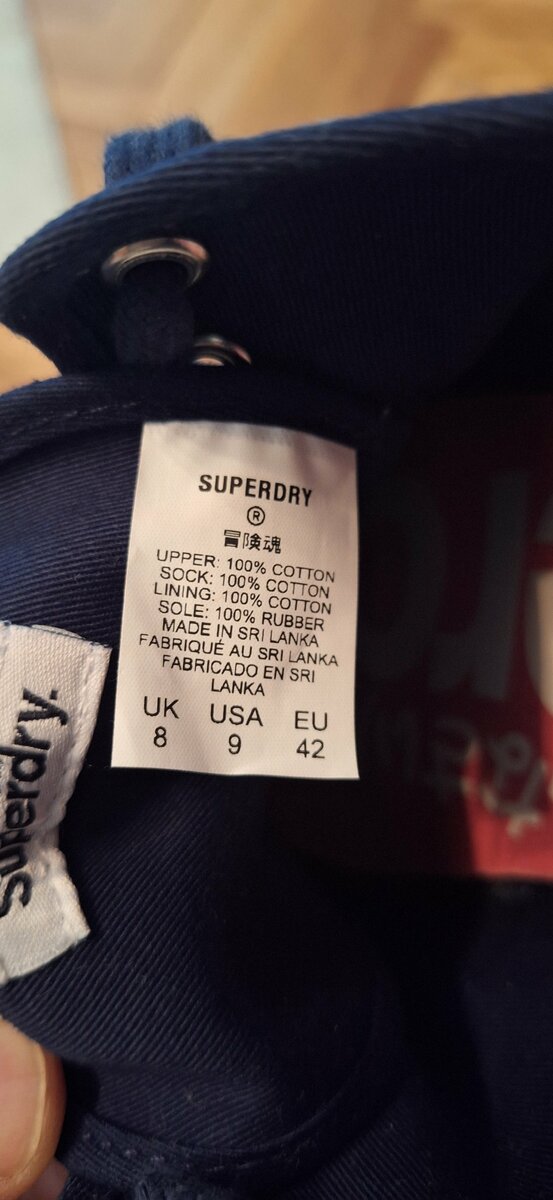 SUPERDRY
®
冒険魂
UPPER: 100% COTTON
SOCK: 100% COTTON
LINING: 100% COTTON
SOLE: 100% RUBBER
MADE IN SRI LANKA
FABRIQUÉ AU SRI LANKA
FABRICADO EN SRI
LANKA
UK USA EU
8 9 42
Superdry.